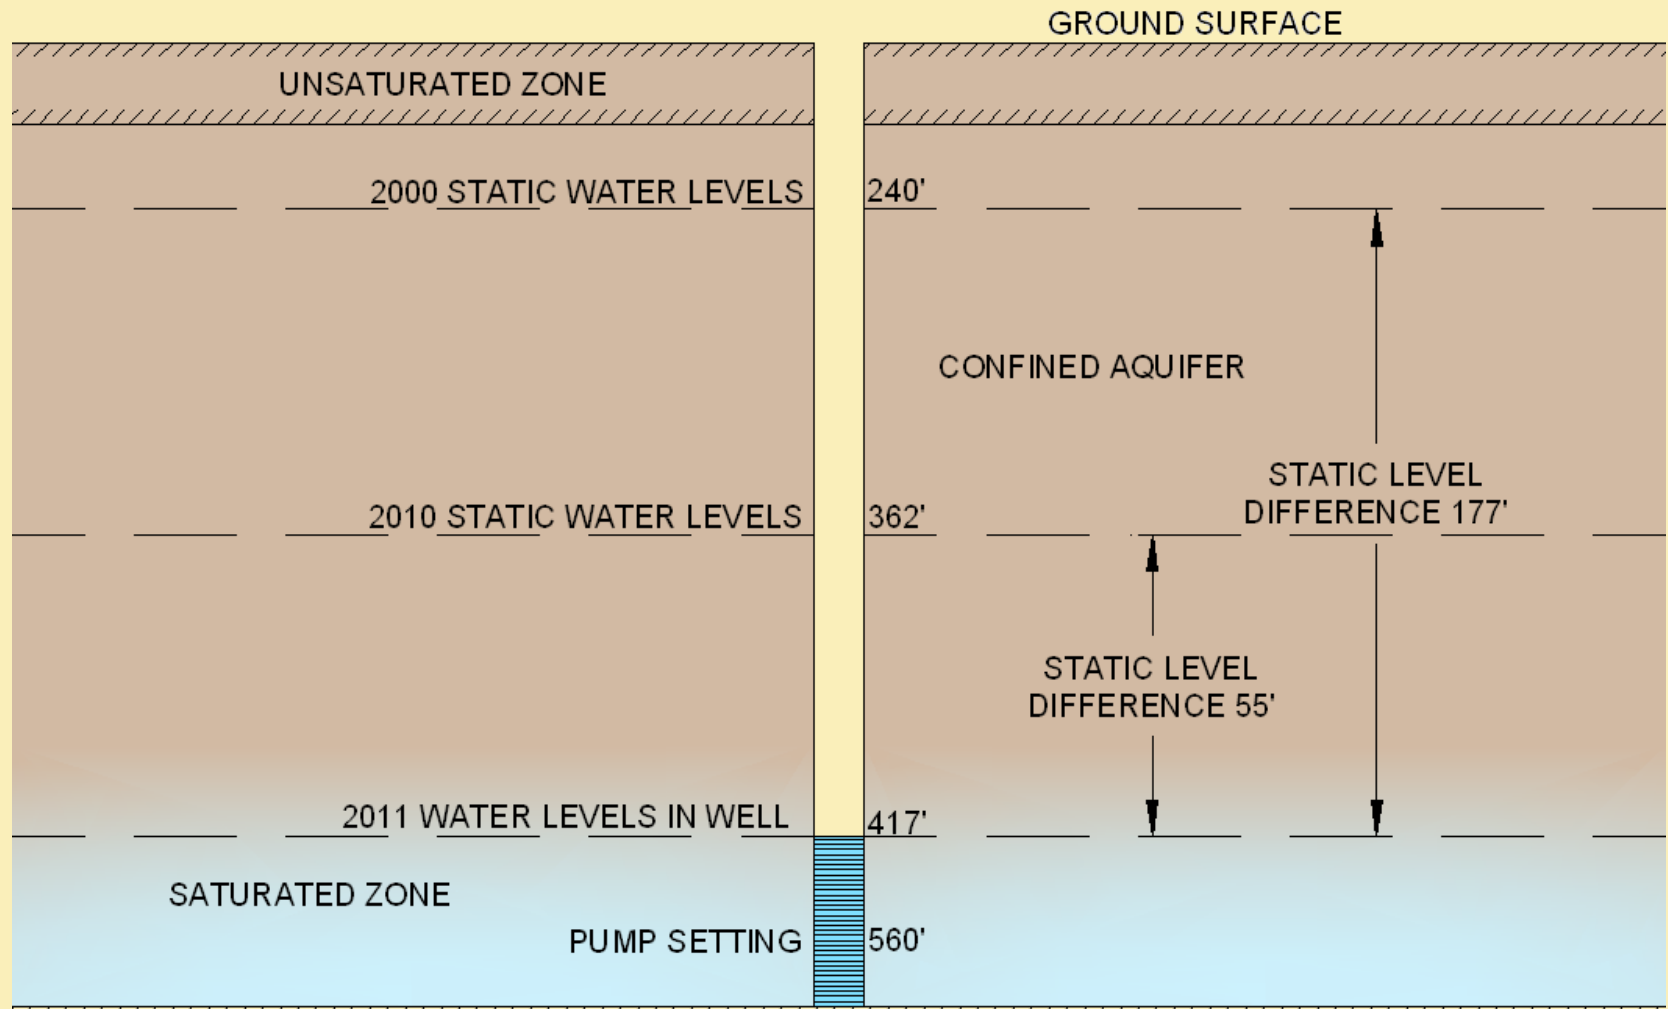 GROUND SURFACE
UNSATURATED ZONE
2000 STATIC WATER LEVELS 240'
CONFINED AQUIFER
STATIC LEVEL
DIFFERENCE 177'
2010 STATIC WATER LEVELS 362'
STATIC LEVEL
DIFFERENCE 55'
2011 WATER LEVELS IN WELL 417'
SATURATED ZONE
PUMP SETTING 560'